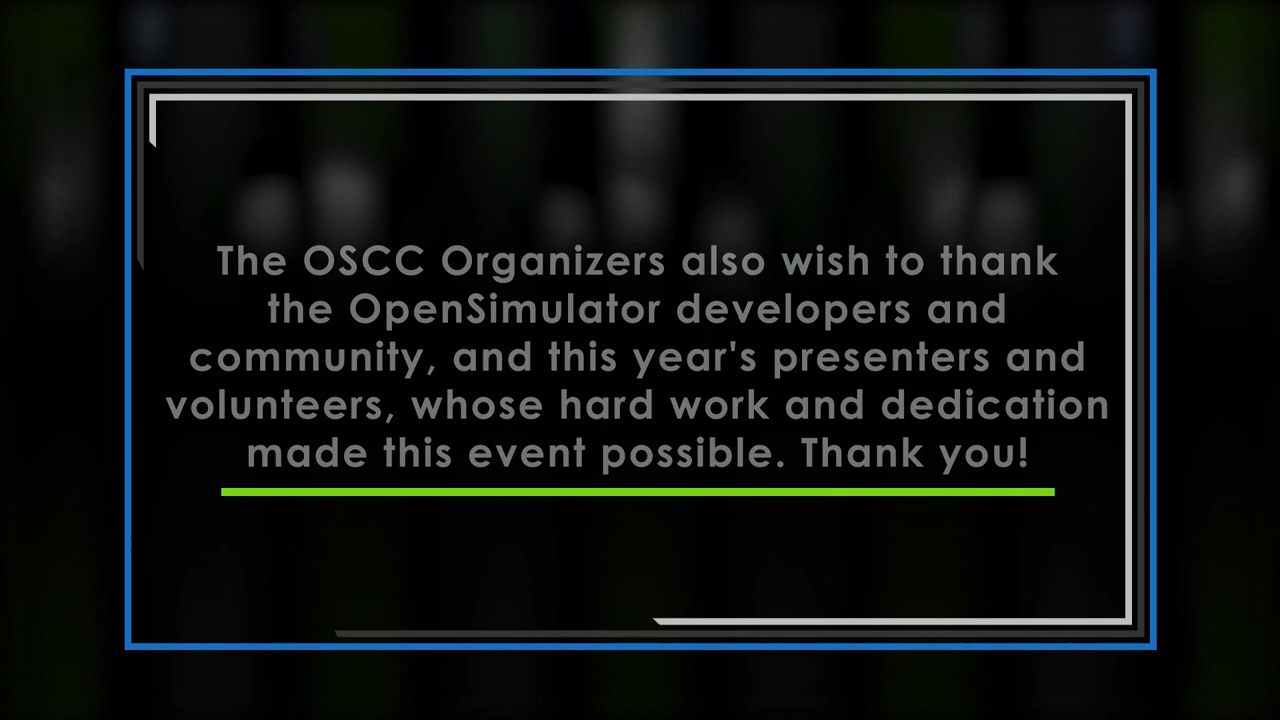 The OSCC Organizers also wish to thank
the OpenSimulator developers and
community, and this year's presenters and
volunteers, whose hard work and dedication
made this event possible. Thank you!